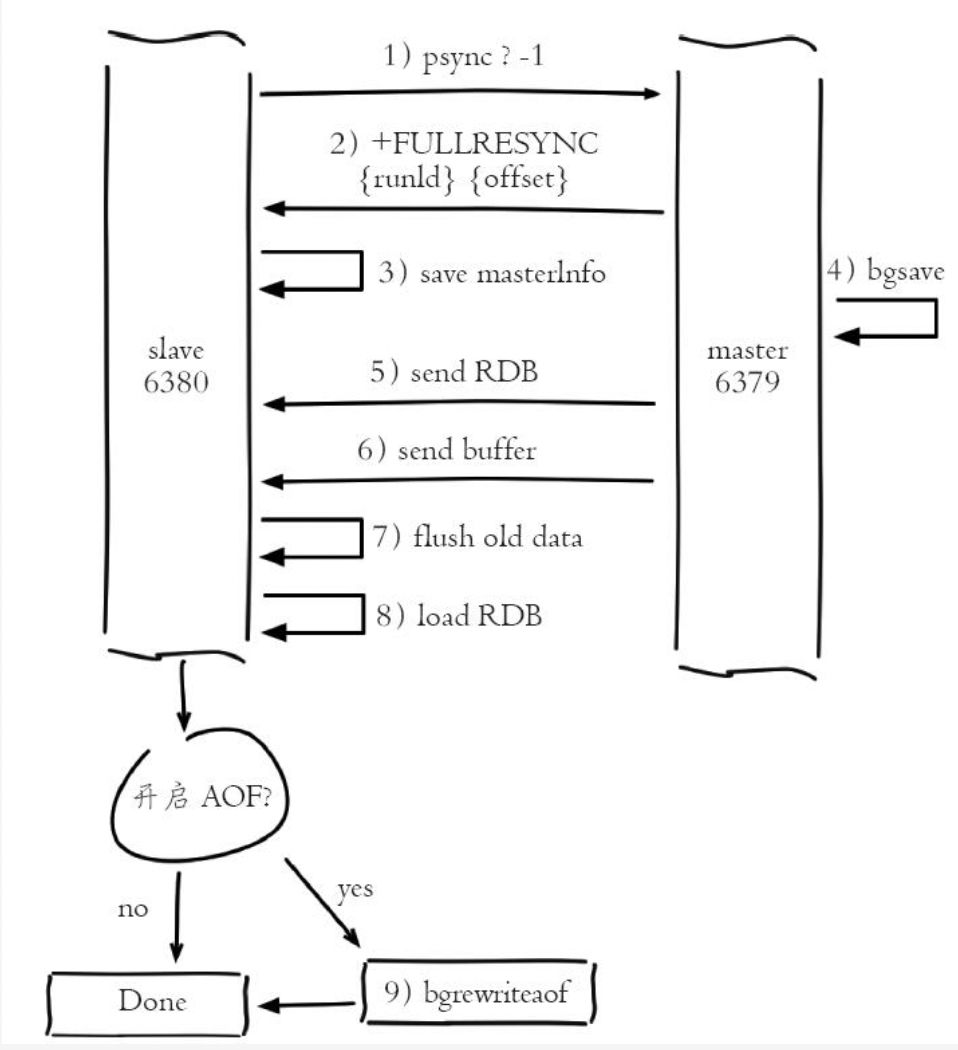 1) psync ? -1
2) +FULLRESYNC
{runId} {offset}
3) save masterInfo
4) bgsave
slave
6380
master
6379
5) send RDB
6) send buffer
7) flush old data
8) load RDB
开启 AOF?
no
yes
Done
9) bgrewriteaof